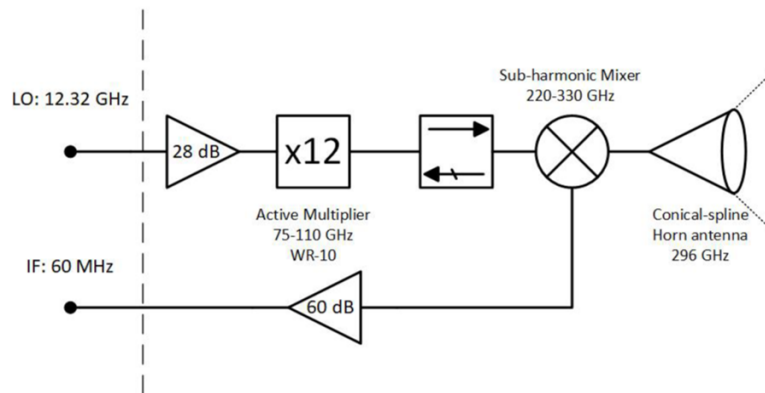 Sub-harmonic Mixer
220-330 GHz
LO: 12.32 GHz
28 dB
x12
Active Multiplier
75-110 GHz
WR-10
Conical-spline
Horn antenna
296 GHz
IF: 60 MHz
60 dB